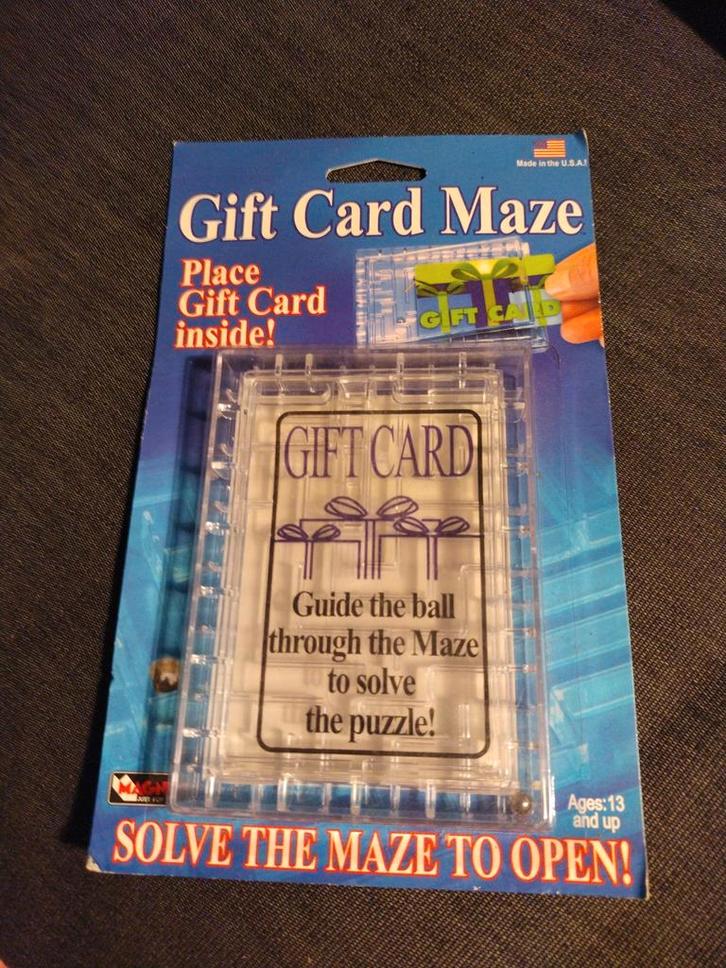 Made in the U.S.A!
Gift Card Maze
Place
Gift Card
inside!
GIFT CARD
GIFT CARD
Guide the ball
through the Maze
to solve
the puzzle!
Ages:13
and up
SOLVE THE MAZE TO OPEN!